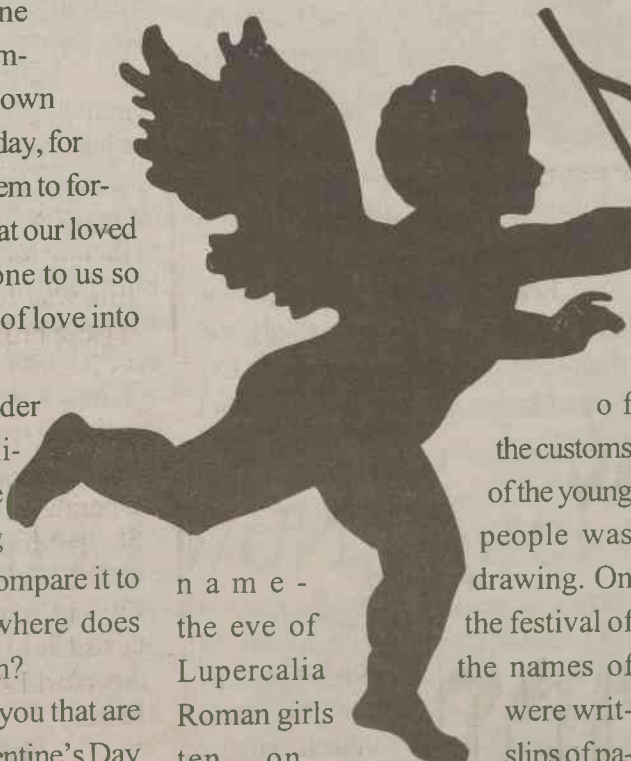 ne
m-
own
day, for
em to for-
at our loved
one to us so
of love into
der
i-
e
g
ompare it to
where does
n?
you that are
entine's Day
o f
the customs
of the young
people was
n a m e - drawing. On
the eve of the festival of
Lupercalia the names of
Roman girls were writ-
ten on slips of pa-